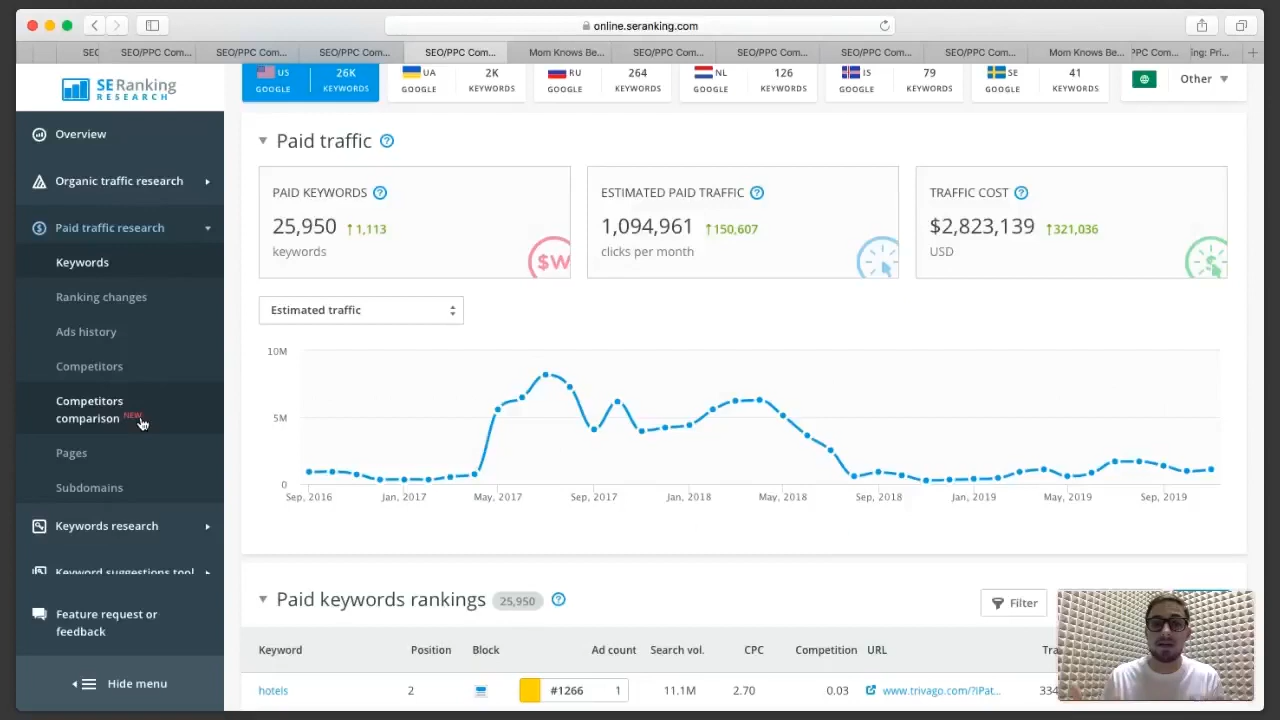 online.seranking.com
SEC
SEO/PPC Com...
SEO/PPC Com...
SEO/PPC Com...
SEO/PPC Com...
Mom Knows Be...
SEO/PPC Com...
SEO/PPC Com...
SEO/PPC Com...
SEO/PPC Com...
Mom Knows Be...
PPC Com...
ing: Pri...
SE Ranking
RESEARCH
US
GOOGLE
26K
KEYWORDS
UA
GOOGLE
2K
KEYWORDS
RU
GOOGLE
264
KEYWORDS
NL
GOOGLE
126
KEYWORDS
IS
GOOGLE
79
KEYWORDS
SE
GOOGLE
41
KEYWORDS
Other
Overview
Organic traffic research
Paid traffic research
Keywords
Ranking changes
Ads history
Competitors
Competitors
comparison NEW
Pages
Subdomains
Keywords research
Keyword suggestions tool
Feature request or
feedback
Hide menu
Paid traffic ?
PAID KEYWORDS ?
25,950 ↑1,113
keywords
$W
ESTIMATED PAID TRAFFIC ?
1,094,961 ↑150,607
clicks per month
TRAFFIC COST ?
$2,823,139 ↑321,036
USD
$
Estimated traffic
10M
5M
0
Sep, 2016
Jan, 2017
May, 2017
Sep, 2017
Jan, 2018
May, 2018
Sep, 2018
Jan, 2019
May, 2019
Sep, 2019
Paid keywords rankings 25,950 ?
Filter
Keyword Position Block Ad count Search vol. CPC Competition URL Tra
hotels 2 #1266 1 11.1M 2.70 0.03 www.trivago.com/?iPat... 334